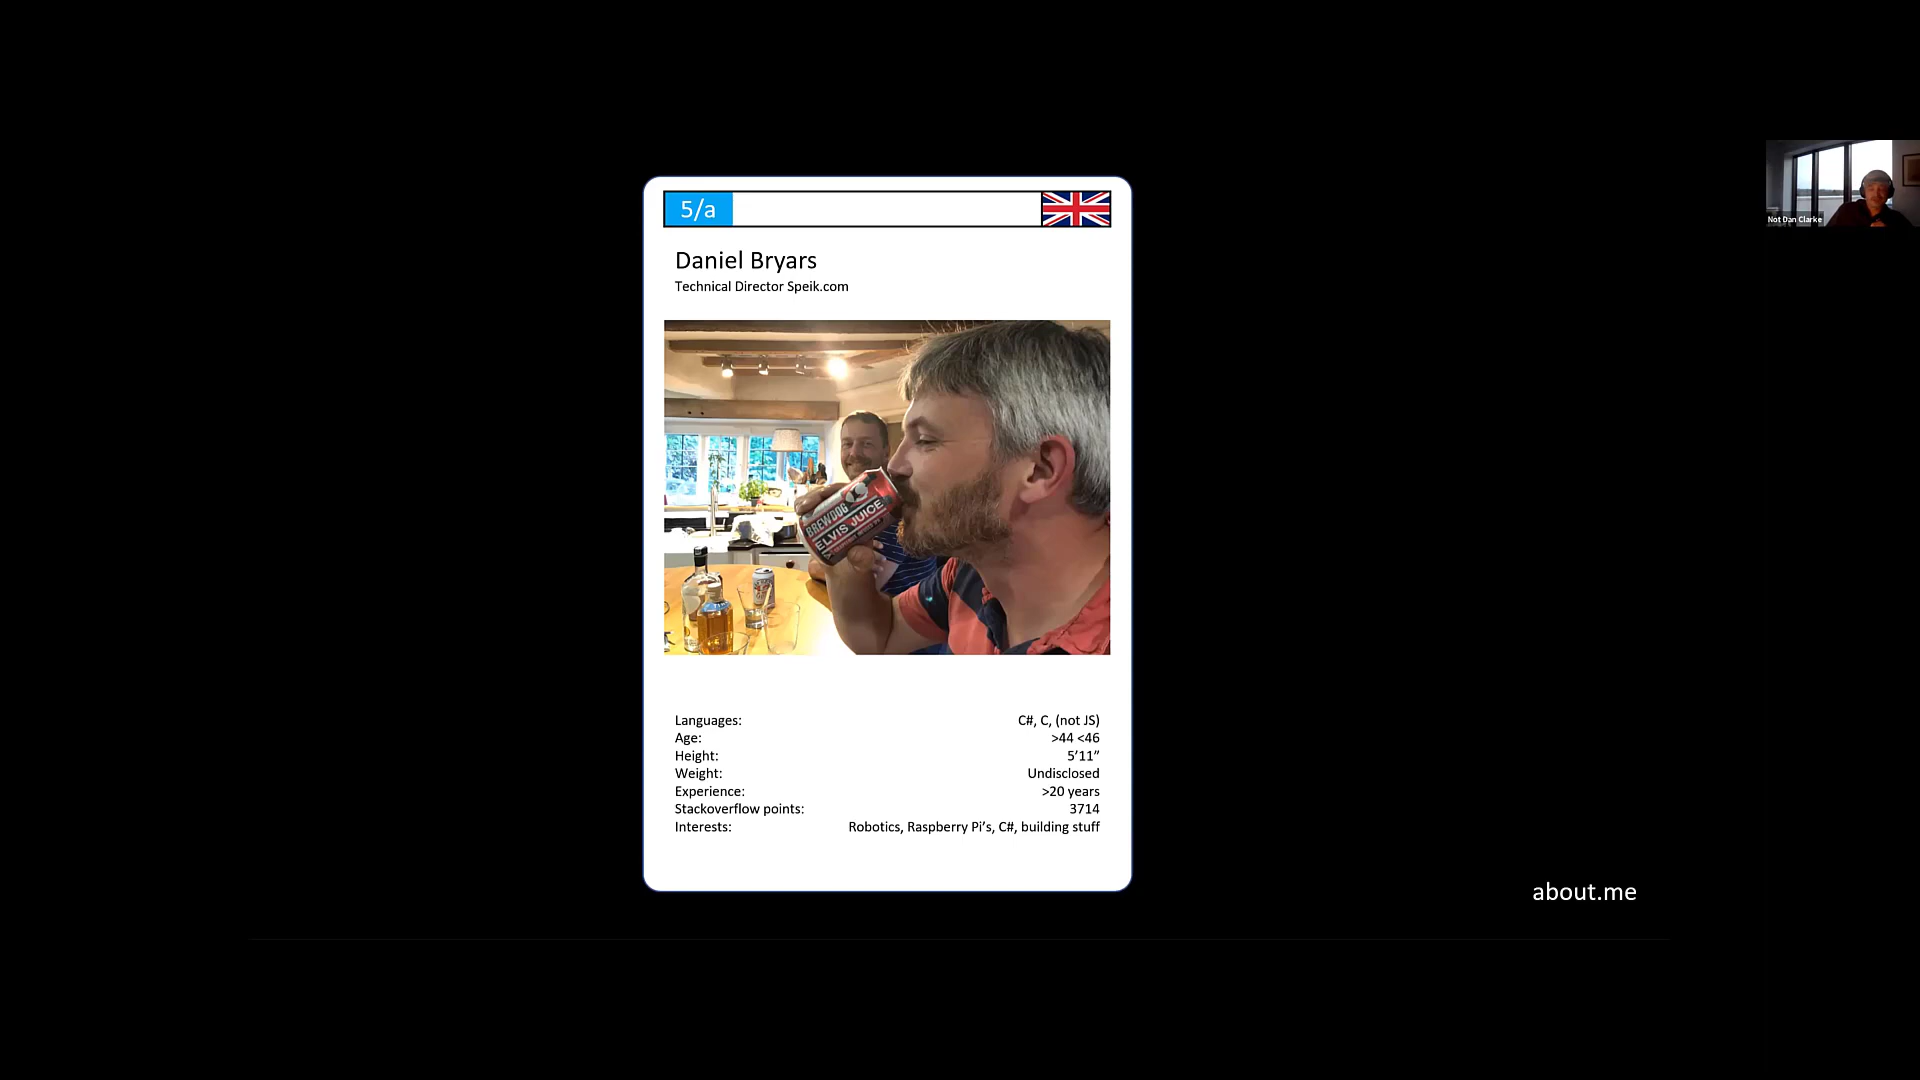 5/a
Daniel Bryars
Technical Director Speik.com
BREWDOG
ELVIS JUICE
Languages: C#, C, (not JS)
Age: >44 <46
Height: 5’11”
Weight: Undisclosed
Experience: >20 years
Stackoverflow points: 3714
Interests: Robotics, Raspberry Pi’s, C#, building stuff
about.me
Not Dan Clarke